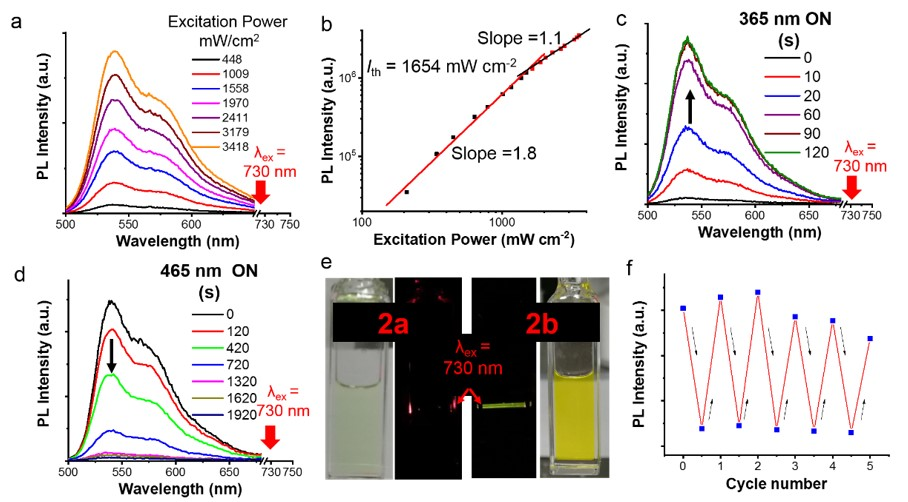 a
Excitation Power
mW/cm²
448
1009
1558
1970
2411
3179
3418
λex =
730 nm
PL Intensity (a.u.)
500 550 600 650 730 750
Wavelength (nm)
b
Slope =1.1
Ith = 1654 mW cm⁻²
Slope =1.8
PL Intensity (a.u.)
10⁶
10⁵
100 1000
Excitation Power (mW cm⁻²)
c
365 nm ON
(s)
0
10
20
60
90
120
λex =
730 nm
PL Intensity (a.u.)
500 550 600 650 730 750
Wavelength (nm)
d
465 nm ON
(s)
0
120
420
720
1320
1620
1920
λex =
730 nm
PL Intensity (a.u.)
500 550 600 650 730 750
Wavelength (nm)
e
2a
2b
λex =
730 nm
f
PL Intensity (a.u.)
0 1 2 3 4 5
Cycle number